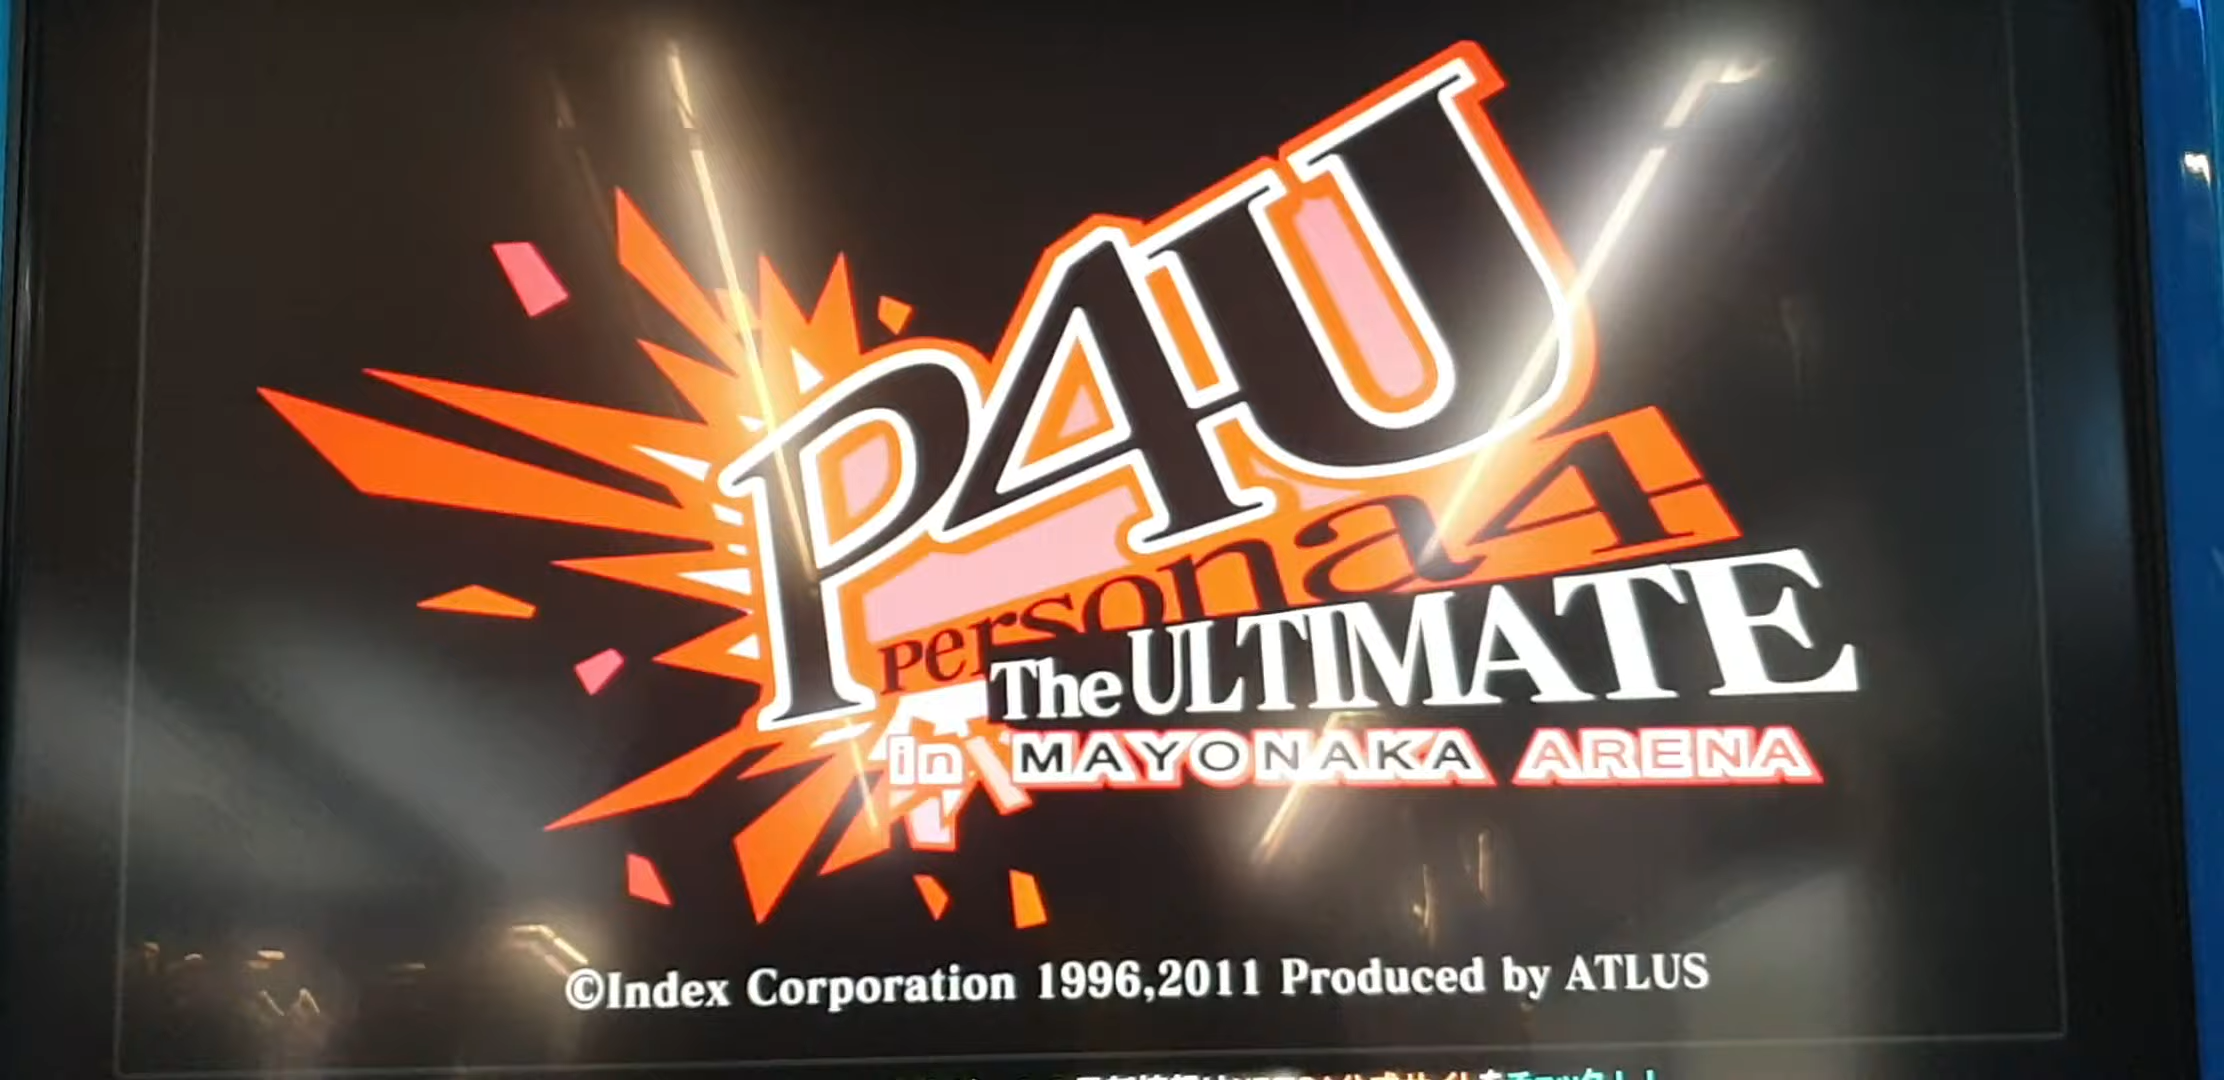 P4U
Persona4
The ULTIMATE
in MAYONAKA ARENA
©Index Corporation 1996,2011 Produced by ATLUS